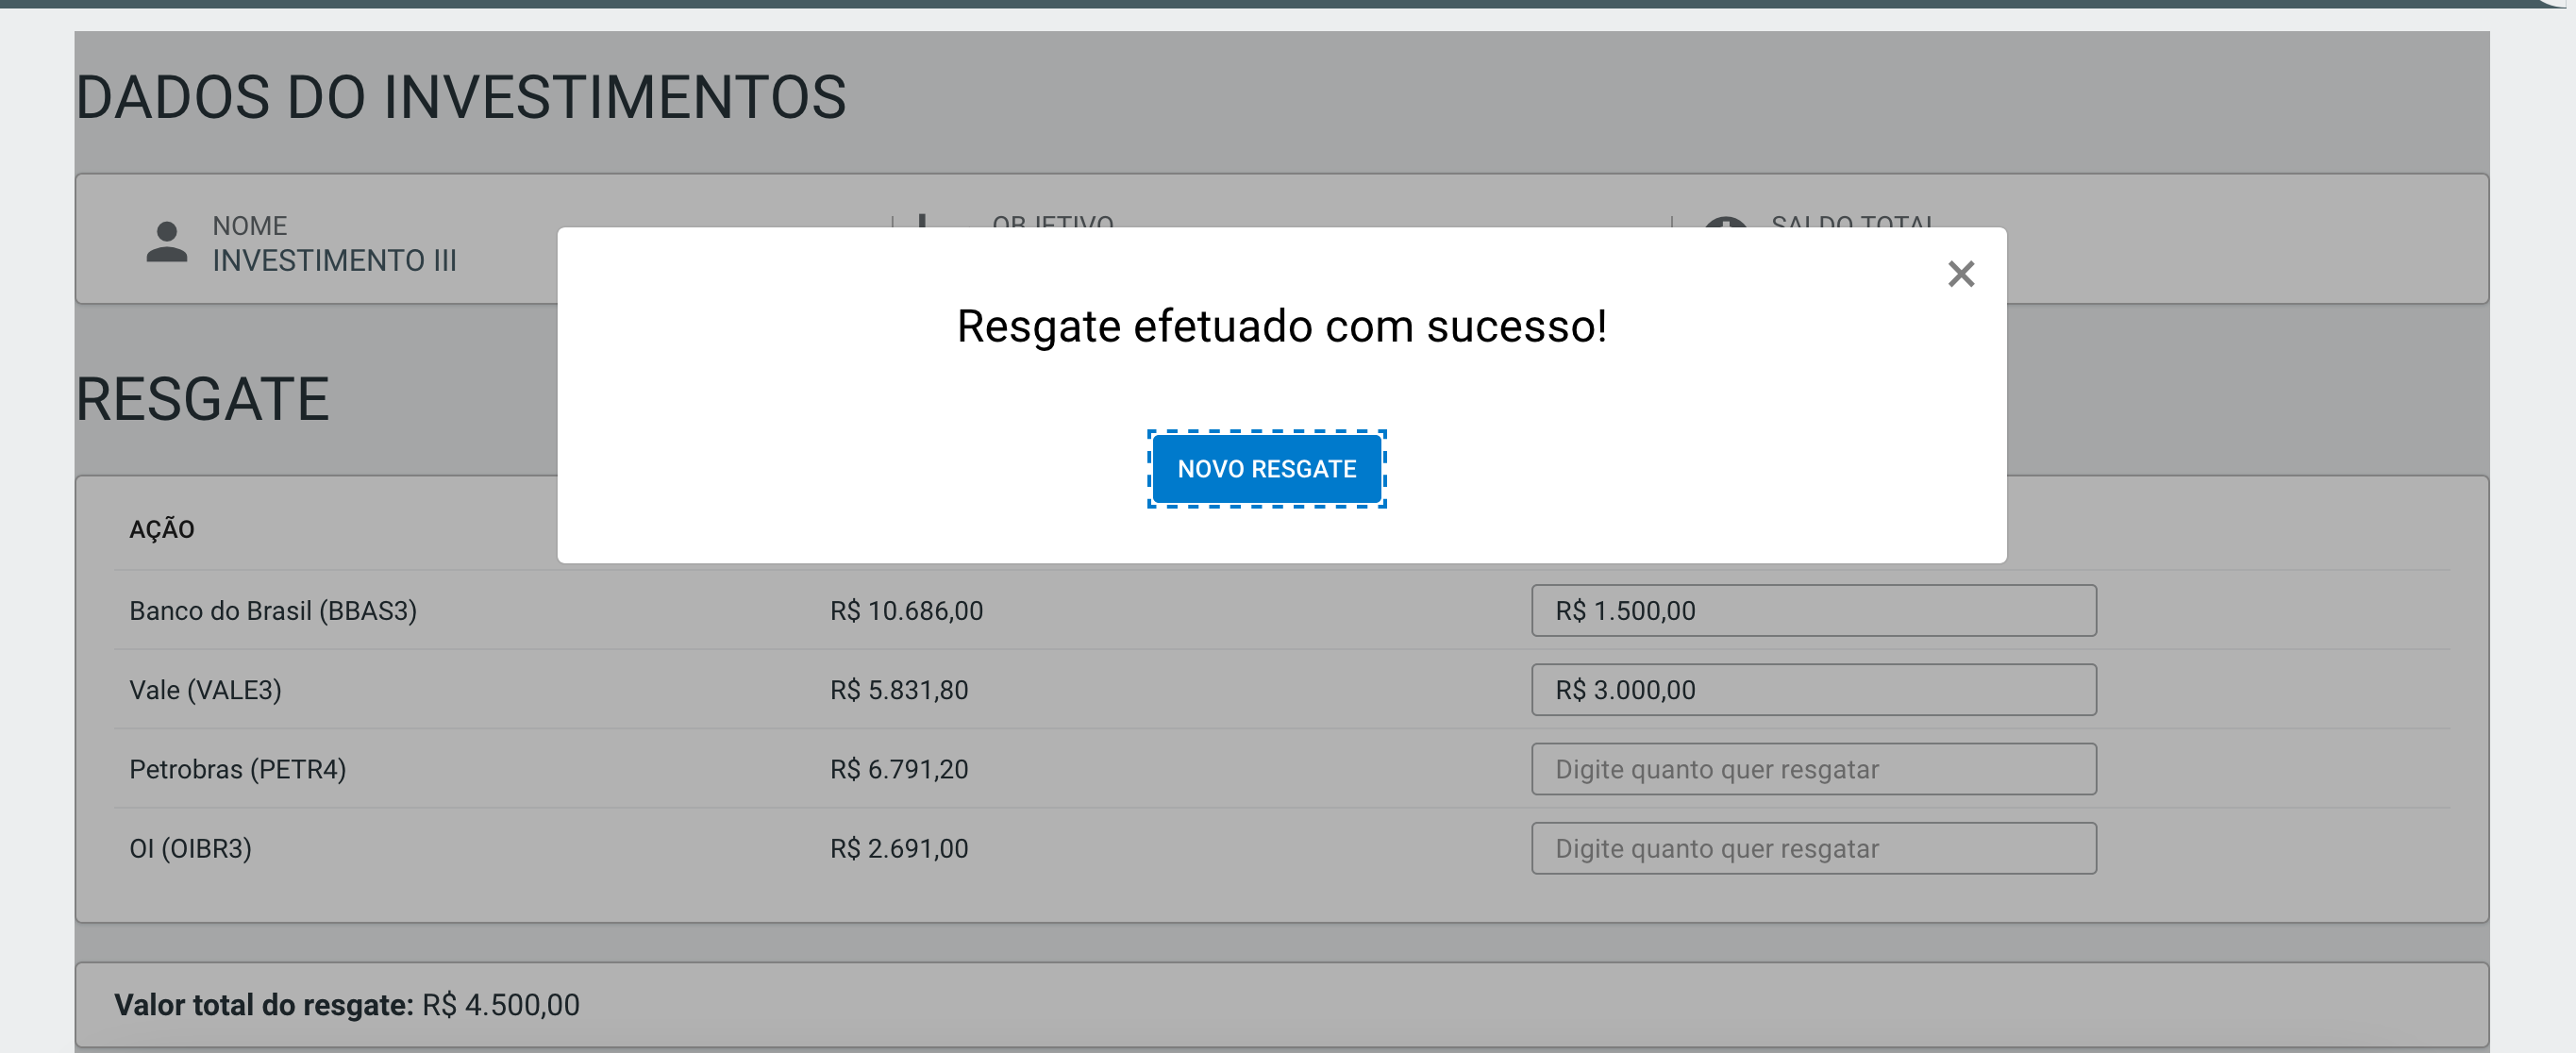 DADOS DO INVESTIMENTOS
NOME
OBJETIVO
SALDO TOTAL
INVESTIMENTO III
Resgate efetuado com sucesso!
NOVO RESGATE
RESGATE
AÇÃO
Banco do Brasil (BBAS3) R$ 10.686,00 R$ 1.500,00
Vale (VALE3) R$ 5.831,80 R$ 3.000,00
Petrobras (PETR4) R$ 6.791,20 Digite quanto quer resgatar
OI (OIBR3) R$ 2.691,00 Digite quanto quer resgatar
Valor total do resgate: R$ 4.500,00